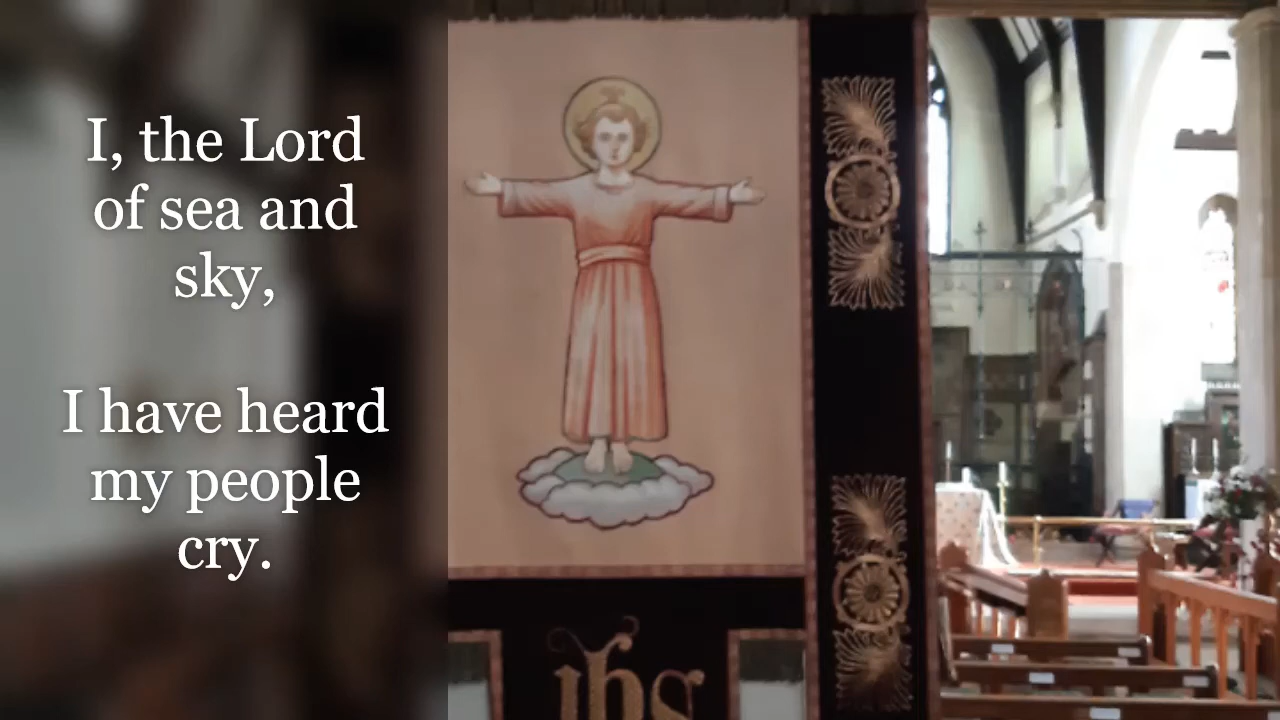 I, the Lord
of sea and
sky,
I have heard
my people
cry.
ihs